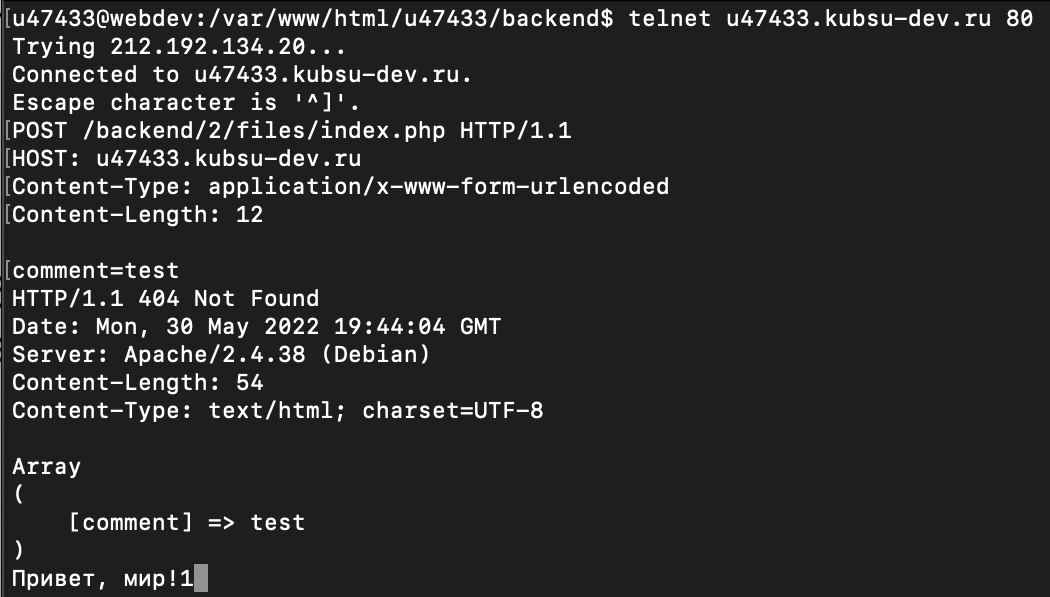 [u47433@webdev:/var/www/html/u47433/backend$ telnet u47433.kubsu-dev.ru 80
Trying 212.192.134.20...
Connected to u47433.kubsu-dev.ru.
Escape character is '^]'.
[POST /backend/2/files/index.php HTTP/1.1
[HOST: u47433.kubsu-dev.ru
[Content-Type: application/x-www-form-urlencoded
[Content-Length: 12
[comment=test
HTTP/1.1 404 Not Found
Date: Mon, 30 May 2022 19:44:04 GMT
Server: Apache/2.4.38 (Debian)
Content-Length: 54
Content-Type: text/html; charset=UTF-8
Array
(
    [comment] => test
)
Привет, мир!1